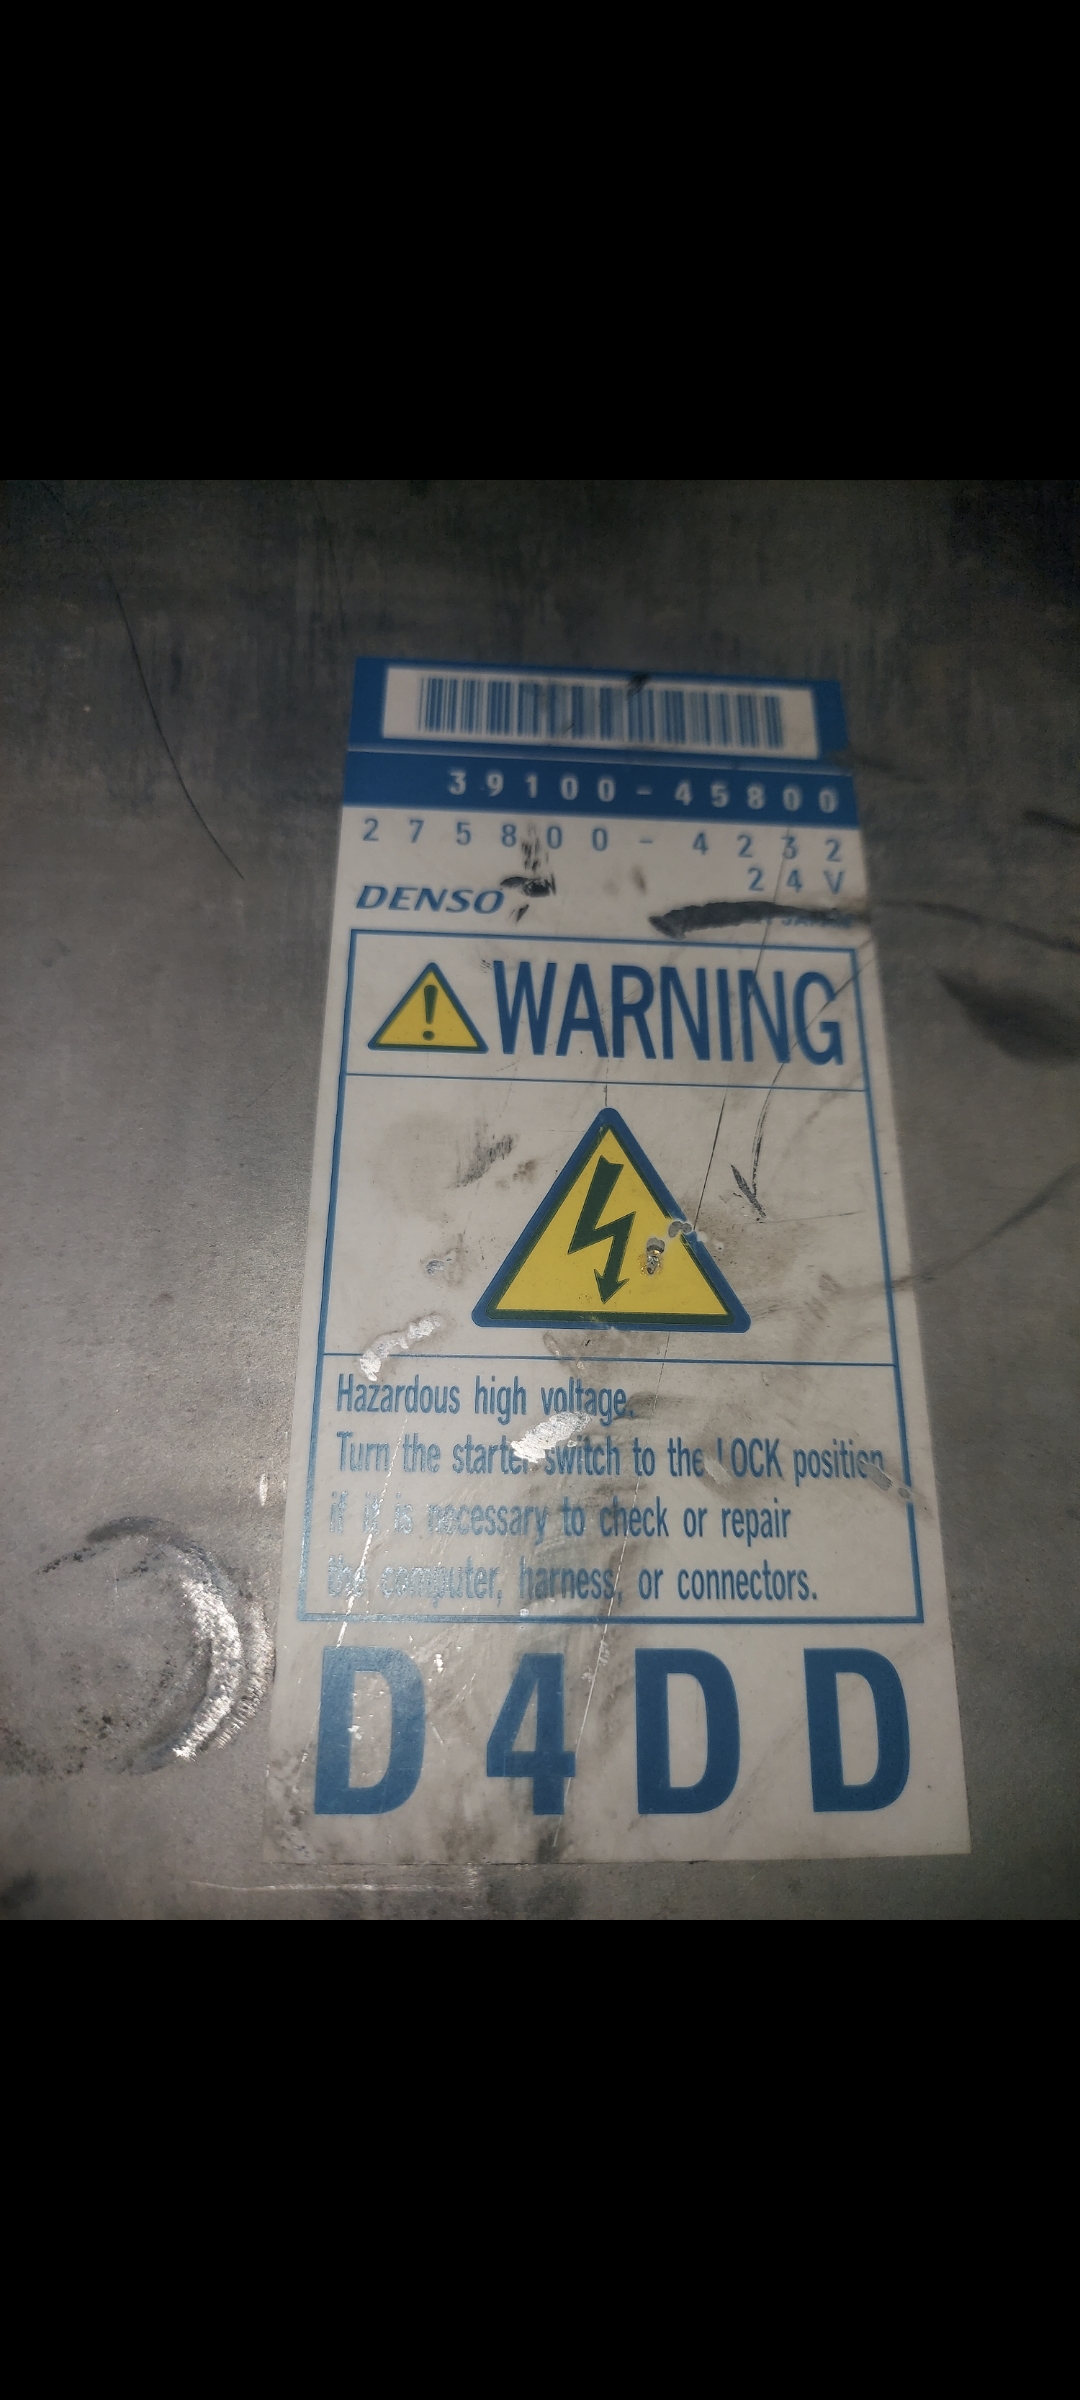 39100-45800
275800-4232
24V
DENSO
WARNING
Hazardous high voltage.
Turn the starter switch to the LOCK position
if it is necessary to check or repair
the computer, harness, or connectors.
D4DD